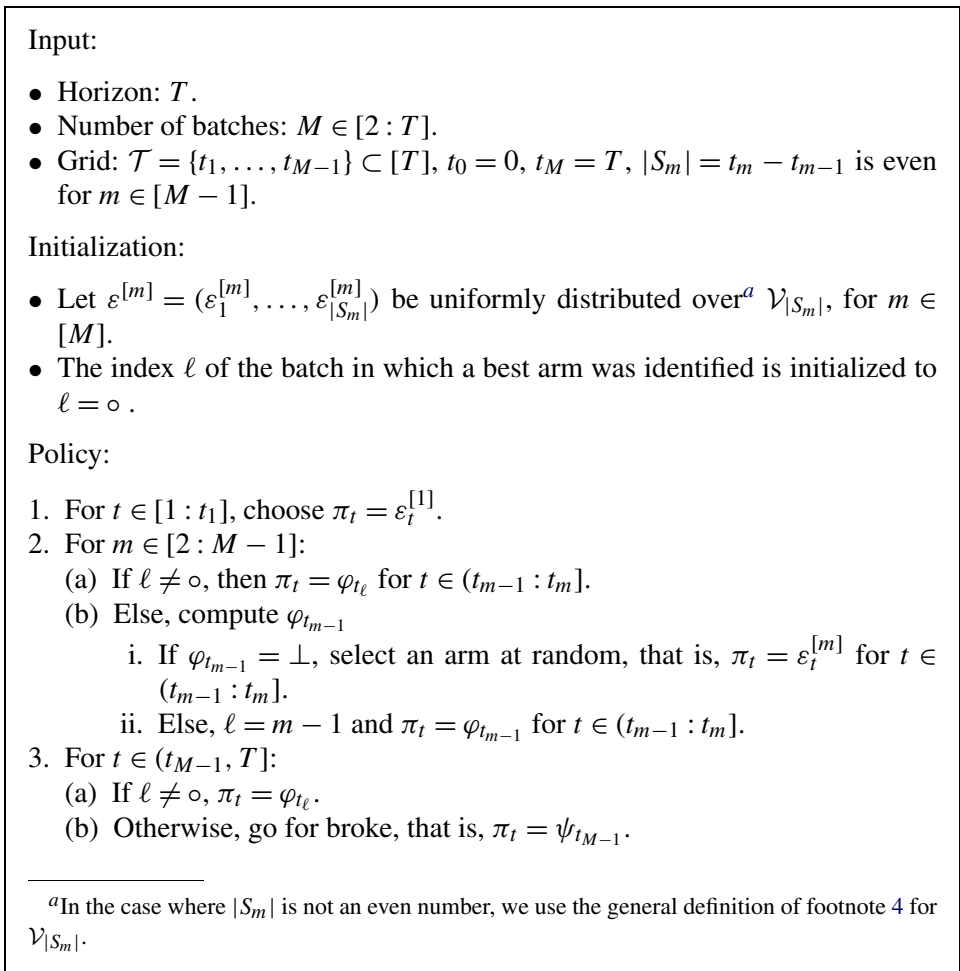 Input:
• Horizon: T.
• Number of batches: M ∈ [2 : T].
• Grid: 𝒯 = {t₁, . . . , t_{M−1}} ⊂ [T], t₀ = 0, t_M = T, |S_m| = t_m − t_{m−1} is even
for m ∈ [M − 1].
Initialization:
• Let ε^{[m]} = (ε_1^{[m]}, . . . , ε_{|S_m|}^{[m]}) be uniformly distributed over^a 𝒱_{|S_m|}, for m ∈
[M].
• The index ℓ of the batch in which a best arm was identified is initialized to
ℓ = ∘ .
Policy:
1. For t ∈ [1 : t₁], choose π_t = ε_t^{[1]}.
2. For m ∈ [2 : M − 1]:
(a) If ℓ ≠ ∘, then π_t = φ_{t_ℓ} for t ∈ (t_{m−1} : t_m].
(b) Else, compute φ_{t_{m−1}}
i. If φ_{t_{m−1}} = ⊥, select an arm at random, that is, π_t = ε_t^{[m]} for t ∈
(t_{m−1} : t_m].
ii. Else, ℓ = m − 1 and π_t = φ_{t_{m−1}} for t ∈ (t_{m−1} : t_m].
3. For t ∈ (t_{M−1}, T]:
(a) If ℓ ≠ ∘, π_t = φ_{t_ℓ}.
(b) Otherwise, go for broke, that is, π_t = ψ_{t_{M−1}}.
^a In the case where |S_m| is not an even number, we use the general definition of footnote 4 for
𝒱_{|S_m|}.